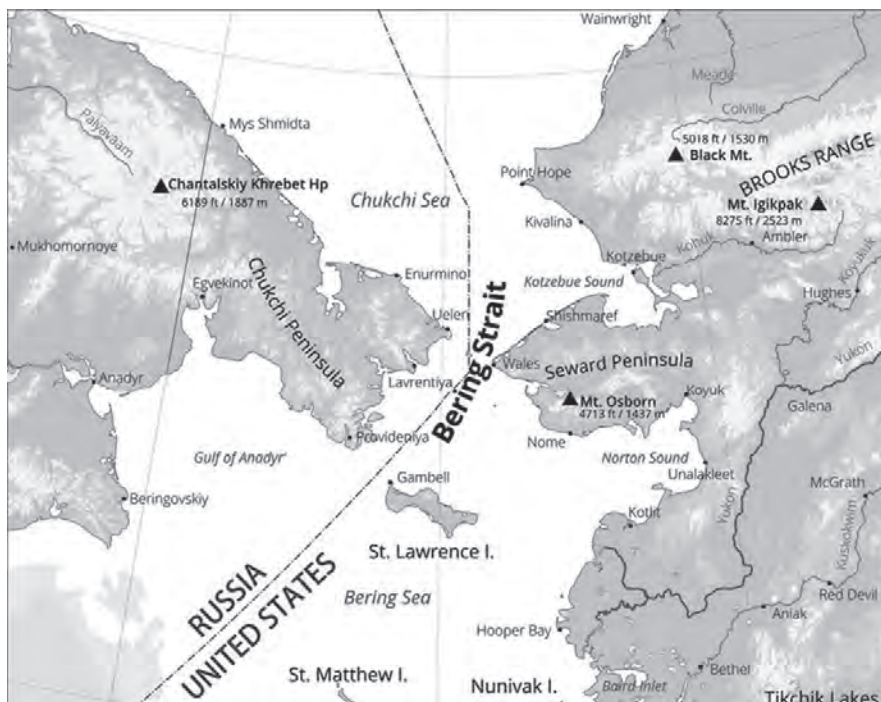 Wainwright
Meade
Colville
Palyavaam
Mys Shmidta
5018 ft / 1530 m
Black Mt.
BROOKS RANGE
Point Hope
Chantalskiy Khrebet Hp
6189 ft / 1887 m
Chukchi Sea
Mt. Igikpak
8275 ft / 2523 m
Kivalina
Kobuk
Ambler
Mukhomornoye
Kotzebue
Koyukuk
Enurmino
Kotzebue Sound
Egvekinot
Chukchi Peninsula
Hughes
Uelen
Shishmaref
Bering Strait
Yukon
Wales
Seward Peninsula
Lavrentiya
Anadyr
Mt. Osborn
4713 ft / 1437 m
Koyuk
Galena
Provideniya
Nome
Gulf of Anadyr'
Norton Sound
Unalakleet
Gambell
McGrath
Beringovskiy
Kotlit
Yukon
Kuskokwim
St. Lawrence I.
RUSSIA
UNITED STATES
Bering Sea
Red Devil
Aniak
Hooper Bay
Bethel
St. Matthew I.
Nunivak I.
Baird Inlet
Tikchik Lakes